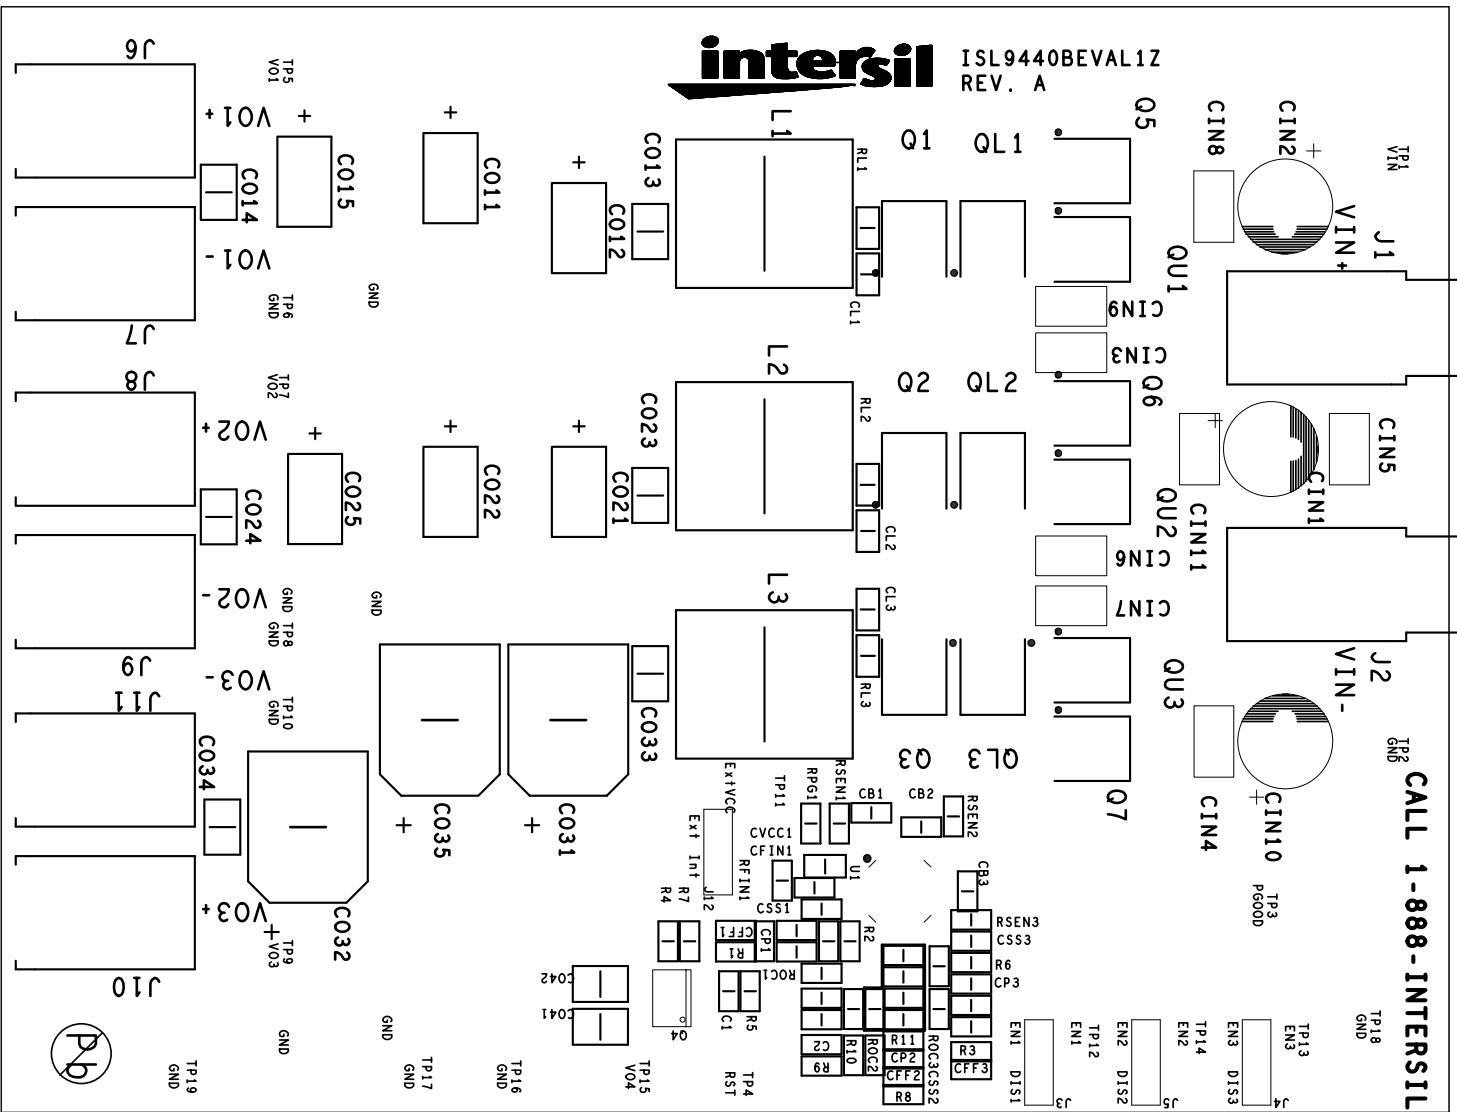 intersil
ISL9440BEVAL1Z
REV. A
J6
TP5
VO1
VO1+
+
CO15
CO14
+
CO11
+
CO12
CO13
L1
RL1
CL1
Q1
QL1
Q5
QU1
CIN8
CIN2
+
TP1
VIN
VIN+
J1
VO1-
TP6
GND
GND
J7
CIN9
CIN3
J8
TP7
VO2
VO2+
+
CO25
CO24
+
CO22
+
CO21
CO23
L2
RL2
CL2
Q2
QL2
Q6
QU2
CIN11
+
CIN1
CIN5
CIN6
CIN7
VO2-
GND
TP8
GND
GND
J9
VO3-
J11
TP10
GND
CO34
+
CO35
+
CO31
CO33
L3
CL3
RL3
Q3
QL3
QU3
Q7
J2
VIN-
TP2
GND
CIN4
+
CIN10
CALL 1-888-INTERSIL
VO3+
+
CO32
TP9
VO3
J10
ExtVCC
Ext Int
J12
RFIN1
TP11
RPG1
RSEN1
CB1
CB2
RSEN2
CVCC1
CFIN1
U1
CB3
CSS1
R4
R7
CFF1
R1
CP1
R2
RSEN3
CSS3
R6
CP3
ROC1
CO42
CO41
Q4
C1
R5
C2
R9
R10
ROC2
R11
CP2
CFF2
R8
ROC3
CSS2
R3
CFF3
TP3
PGOOD
Pb
GND
GND
TP19
GND
TP17
GND
TP16
GND
TP15
VO4
TP4
RST
EN1
DIS1
J3
TP12
EN1
EN2
DIS2
J5
TP14
EN2
EN3
DIS3
J4
TP13
EN3
TP18
GND